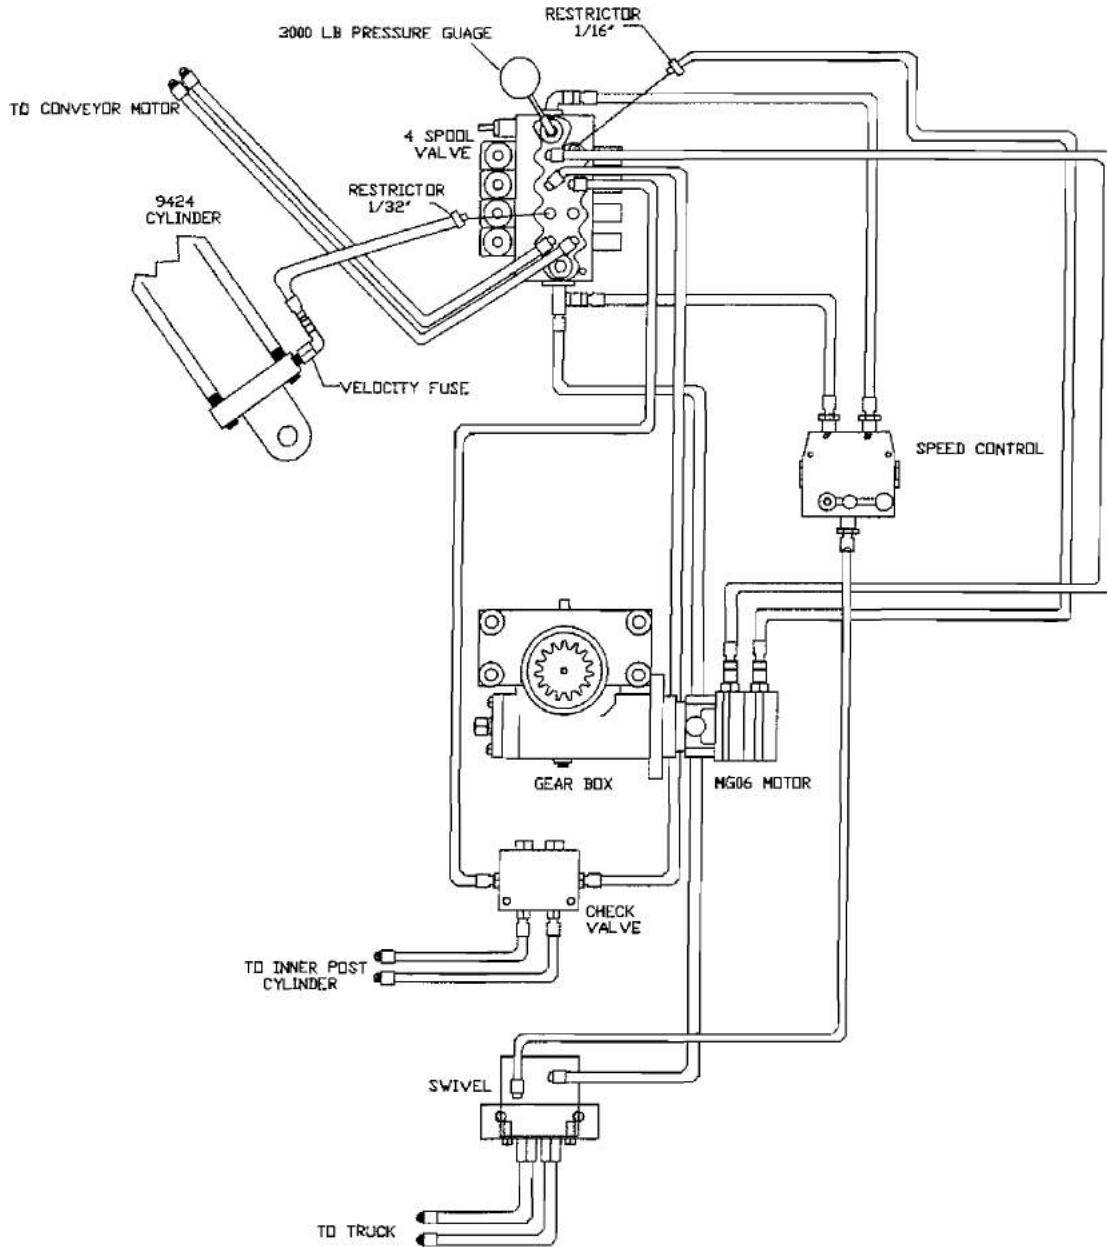 RESTRICTOR
1/16"
3000 LB PRESSURE GUAGE
TO CONVEYOR MOTOR
4 SPOOL
VALVE
RESTRICTOR
1/32"
9424
CYLINDER
VELOCITY FUSE
SPEED CONTROL
GEAR BOX
MG06 MOTOR
CHECK
VALVE
TO INNER POST
CYLINDER
SWIVEL
TO TRUCK